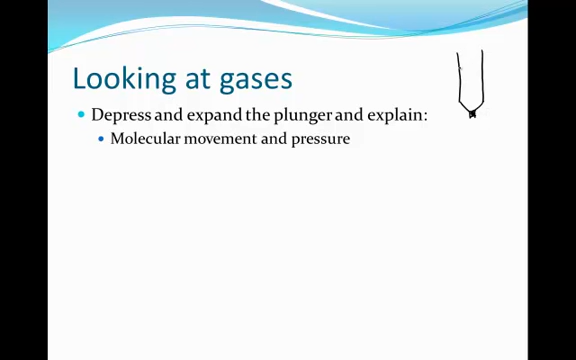 Looking at gases
Depress and expand the plunger and explain:
Molecular movement and pressure